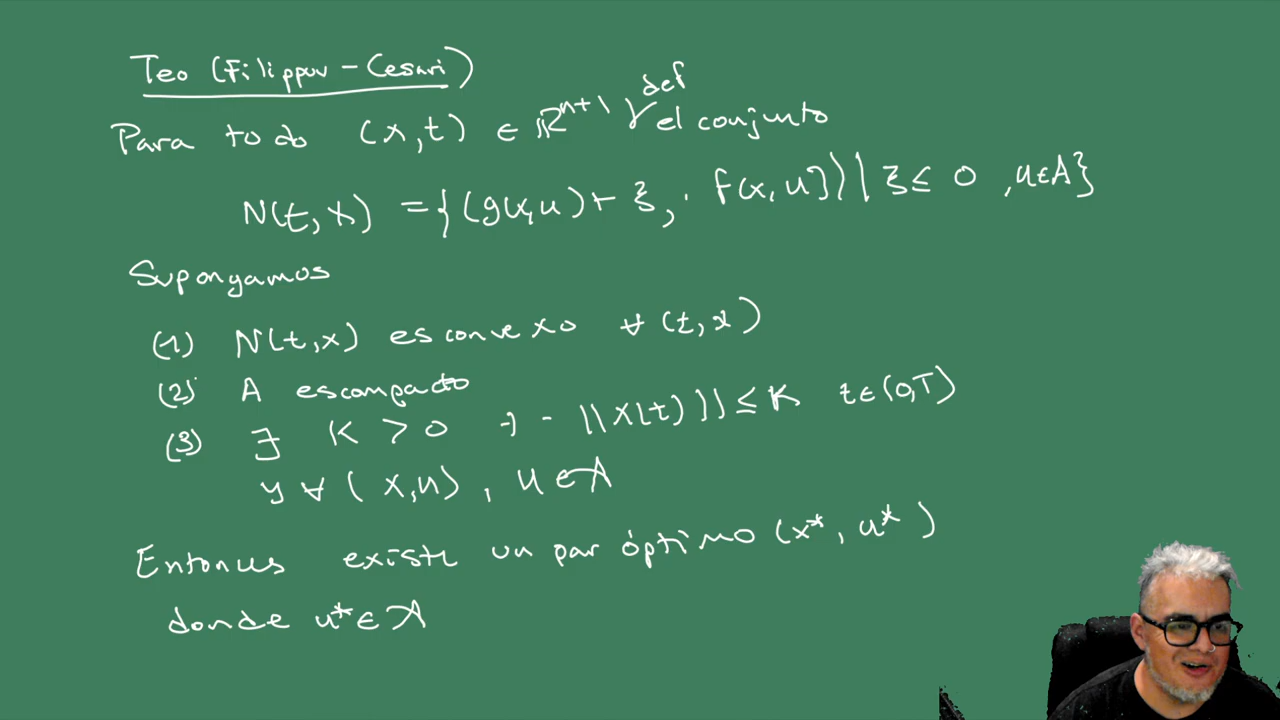 Teo (Filippov - Cesari)
Para todo (x,t) ∈ ℝⁿ⁺¹ def el conjunto
N(t,x) = {(g(x,u)+ξ, f(x,u)) | ξ ≤ 0, u∈A}
Supongamos
(1) N(t,x) es convexo ∀ (t,x)
(2) A es compacto
(3) ∃ K > 0 ‖x(t)‖ ≤ K t∈(0,T)
y ∀ (x,u), u ∈ 𝒜
Entonces existe un par óptimo (x*, u*)
donde u* ∈ 𝒜